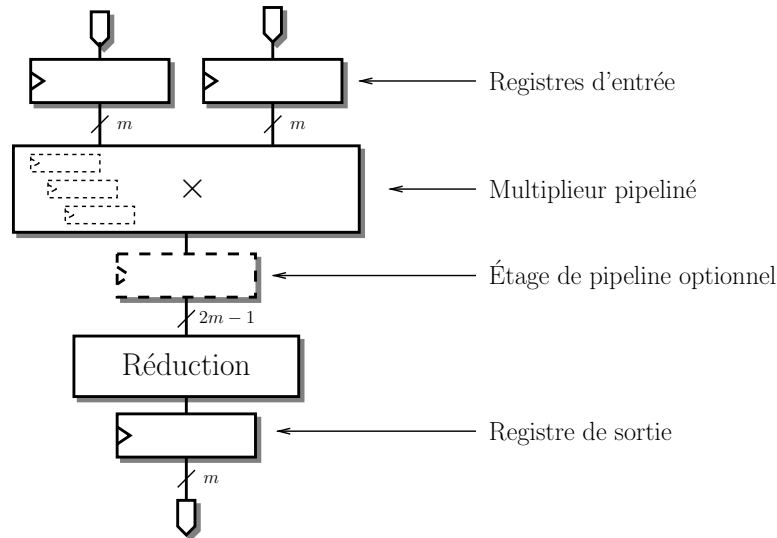 Registres d'entrée
m
m
×
Multiplieur pipeliné
Étage de pipeline optionnel
2m − 1
Réduction
Registre de sortie
m